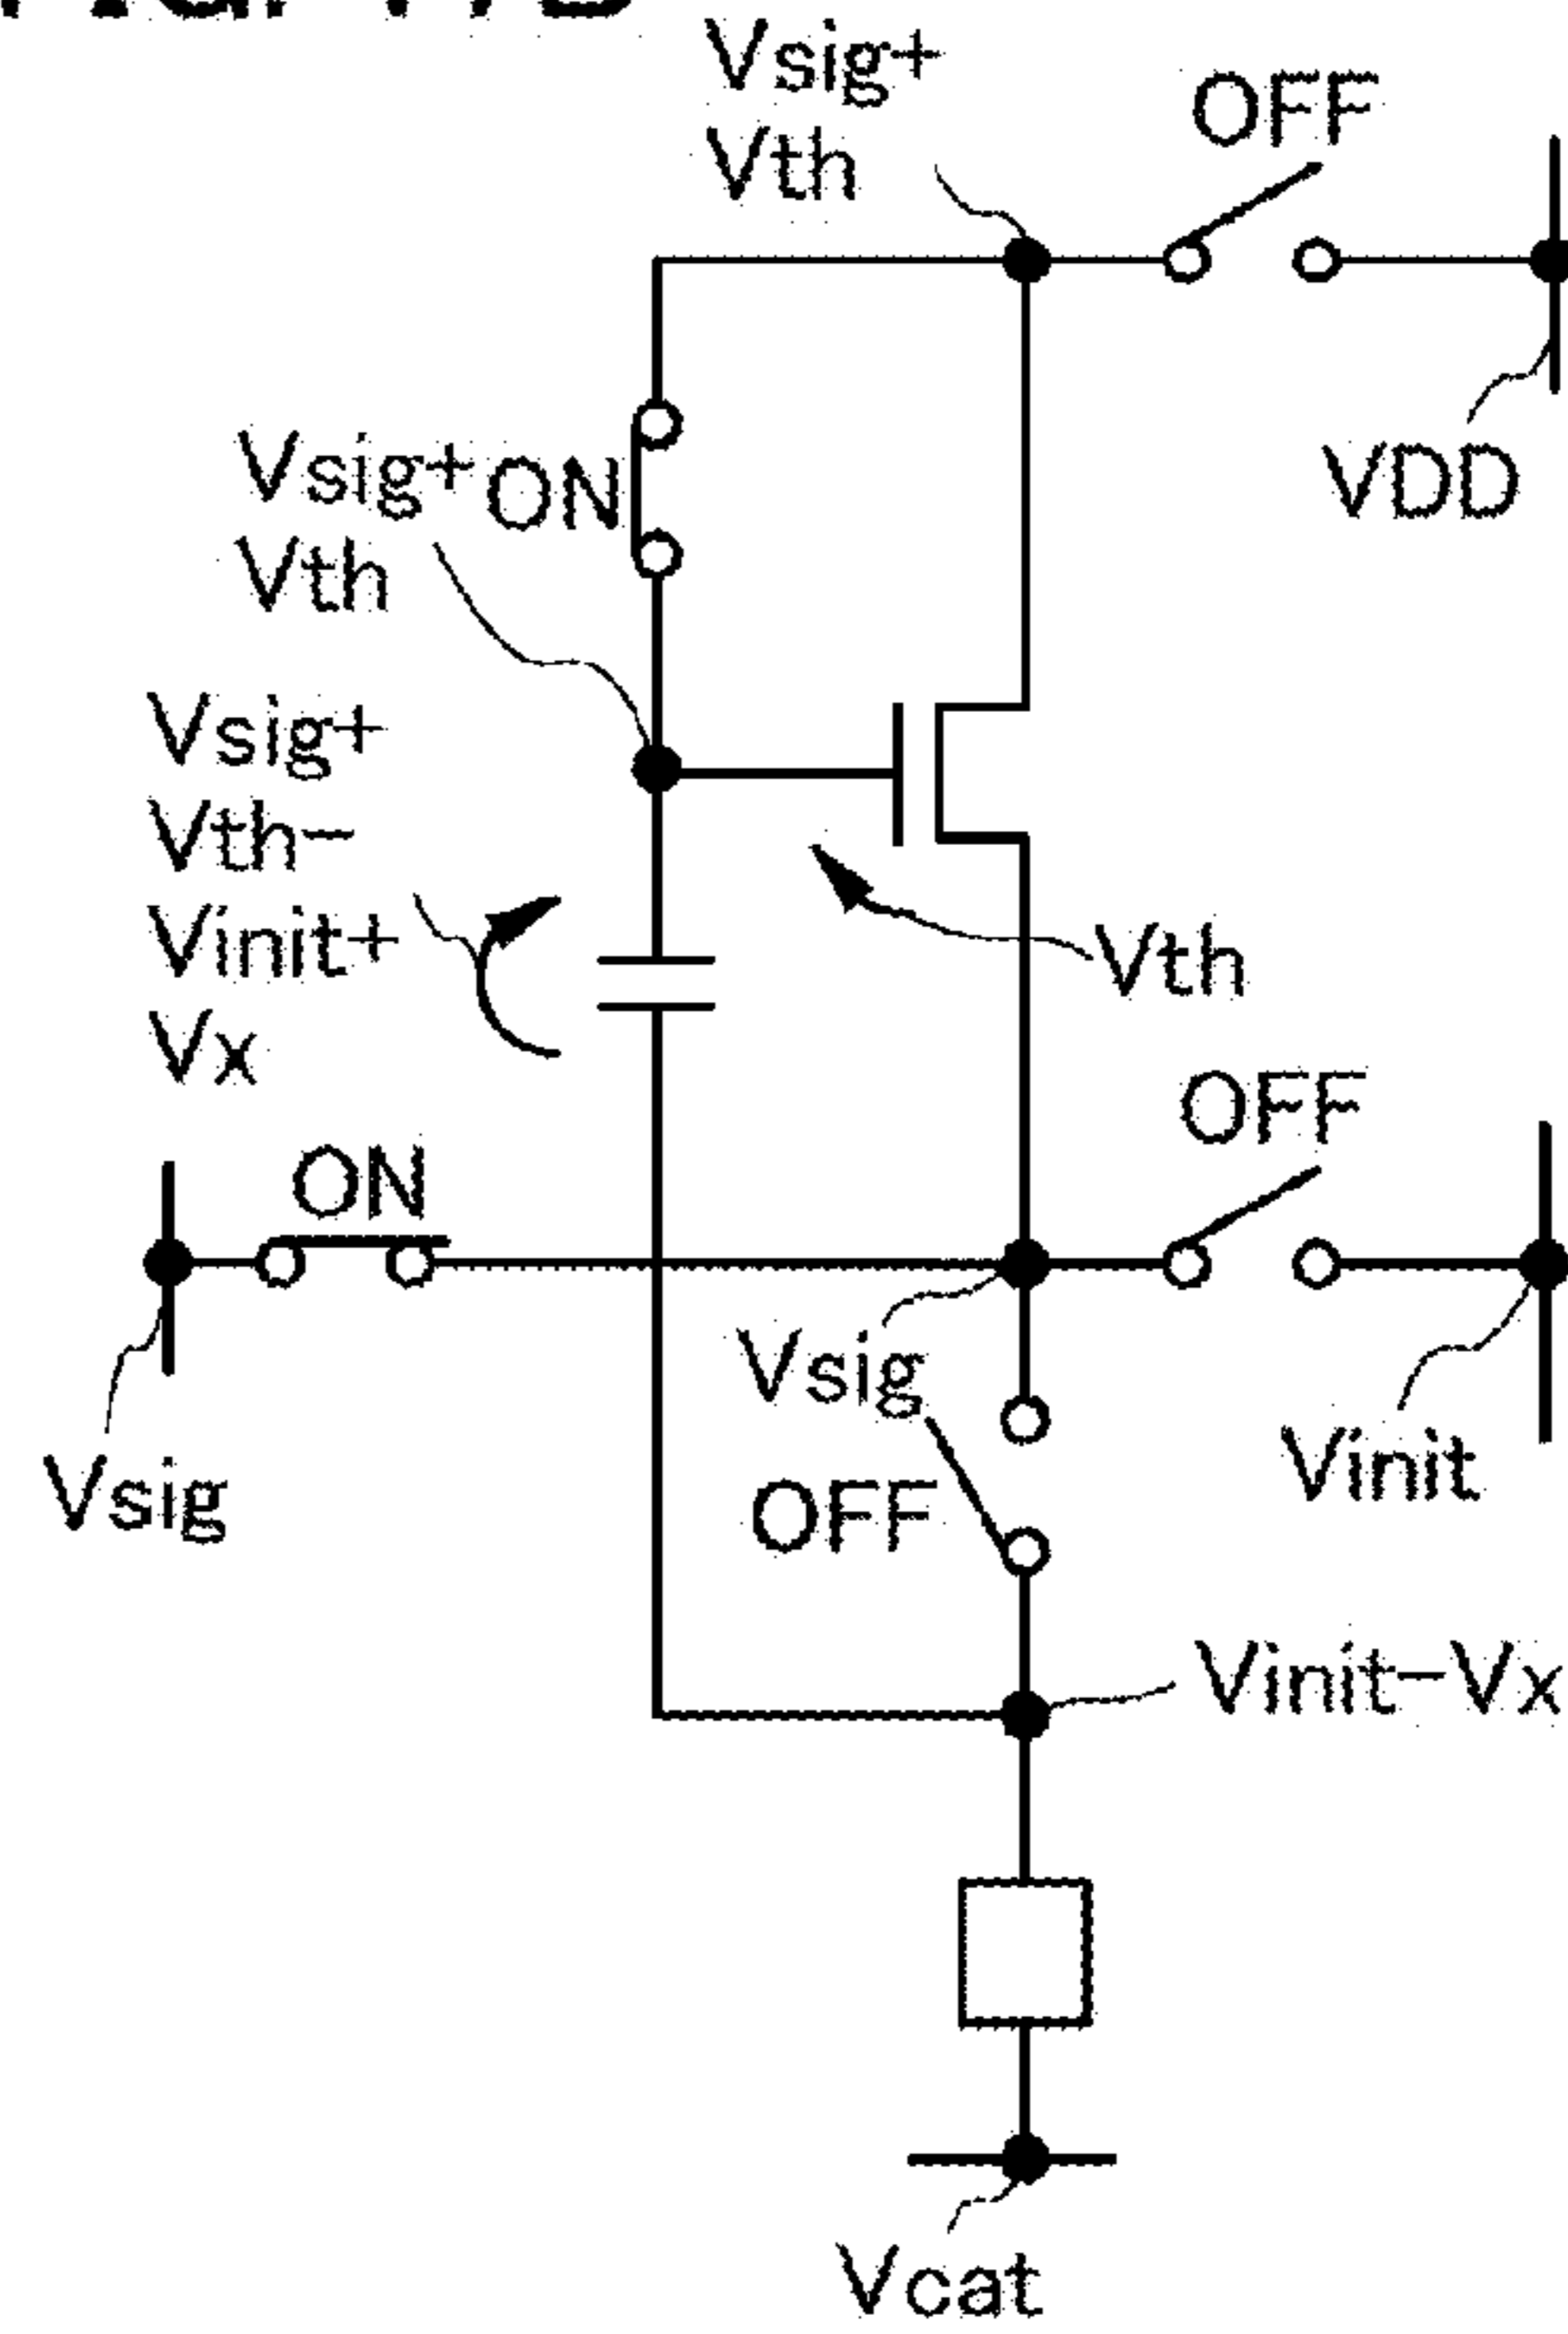 Vsig+
Vth
OFF
VDD
Vsig+
Vth
ON
Vsig+
Vth−
Vinit+
Vx
Vth
OFF
ON
Vsig
Vsig
OFF
Vinit
Vinit−Vx
Vcat